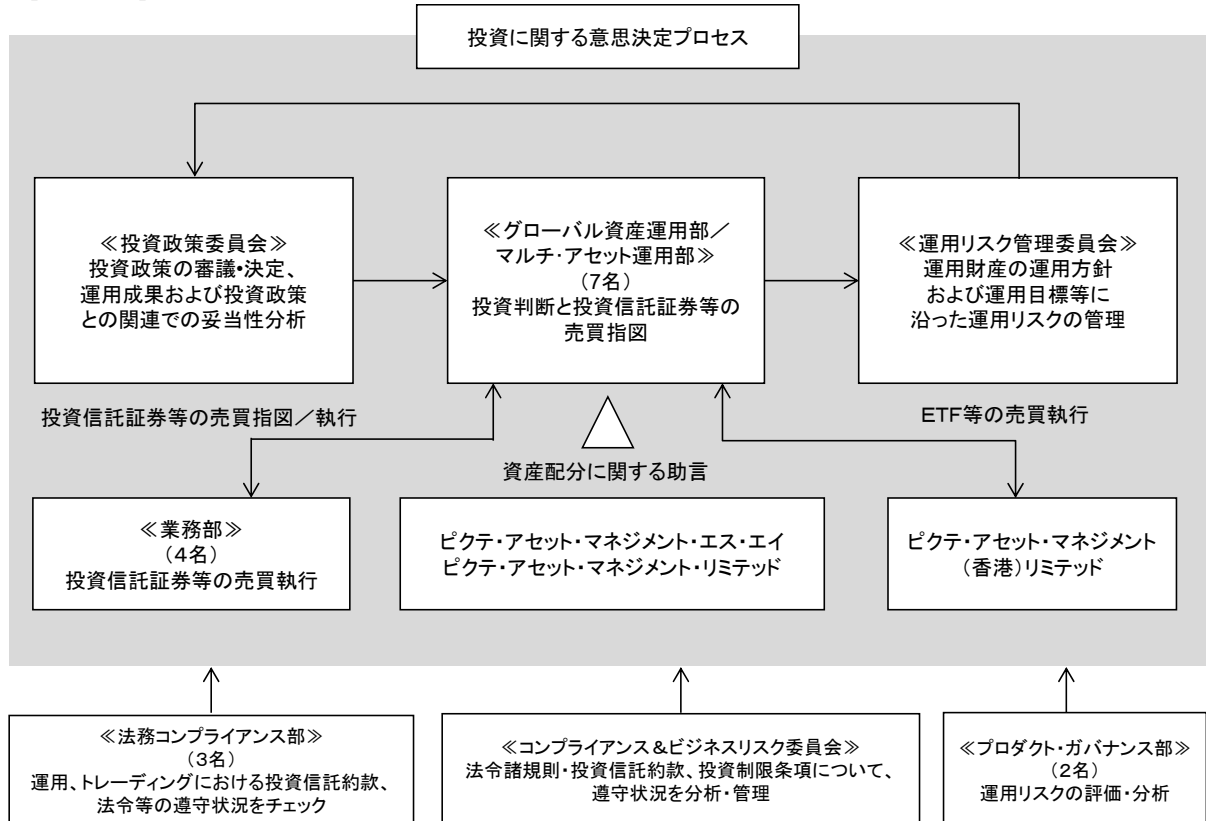 投資に関する意思決定プロセス
≪投資政策委員会≫
投資政策の審議・決定、
運用成果および投資政策
との関連での妥当性分析
≪グローバル資産運用部／
マルチ・アセット運用部≫
(7名)
投資判断と投資信託証券等の
売買指図
≪運用リスク管理委員会≫
運用財産の運用方針
および運用目標等に
沿った運用リスクの管理
投資信託証券等の売買指図／執行
ETF等の売買執行
資産配分に関する助言
≪業務部≫
(4名)
投資信託証券等の売買執行
ピクテ・アセット・マネジメント・エス・エイ
ピクテ・アセット・マネジメント・リミテッド
ピクテ・アセット・マネジメント
(香港)リミテッド
≪法務コンプライアンス部≫
(3名)
運用、トレーディングにおける投資信託約款、
法令等の遵守状況をチェック
≪コンプライアンス＆ビジネスリスク委員会≫
法令諸規則・投資信託約款、投資制限条項について、
遵守状況を分析・管理
≪プロダクト・ガバナンス部≫
(2名)
運用リスクの評価・分析